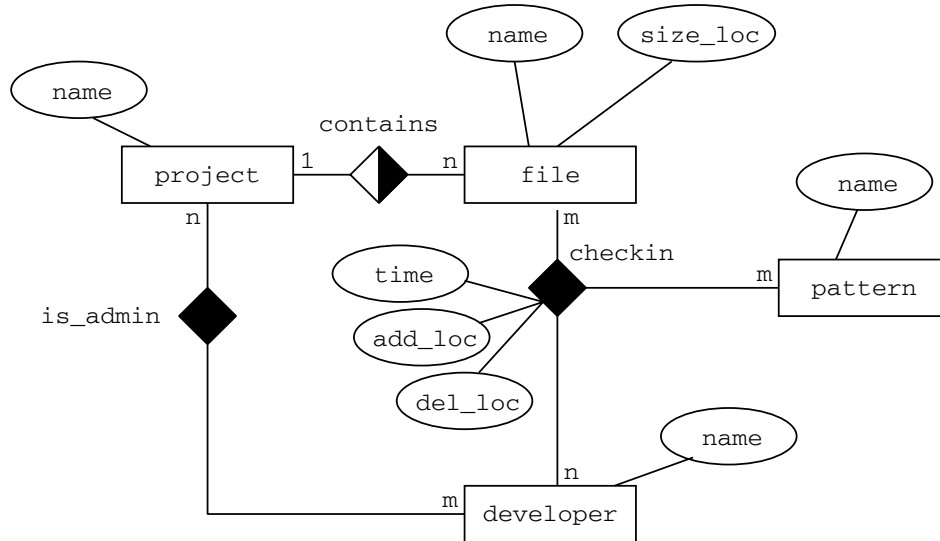 name
size_loc
name
contains
1
n
project
file
name
n
m
checkin
time
m
pattern
is_admin
add_loc
del_loc
name
n
m
developer